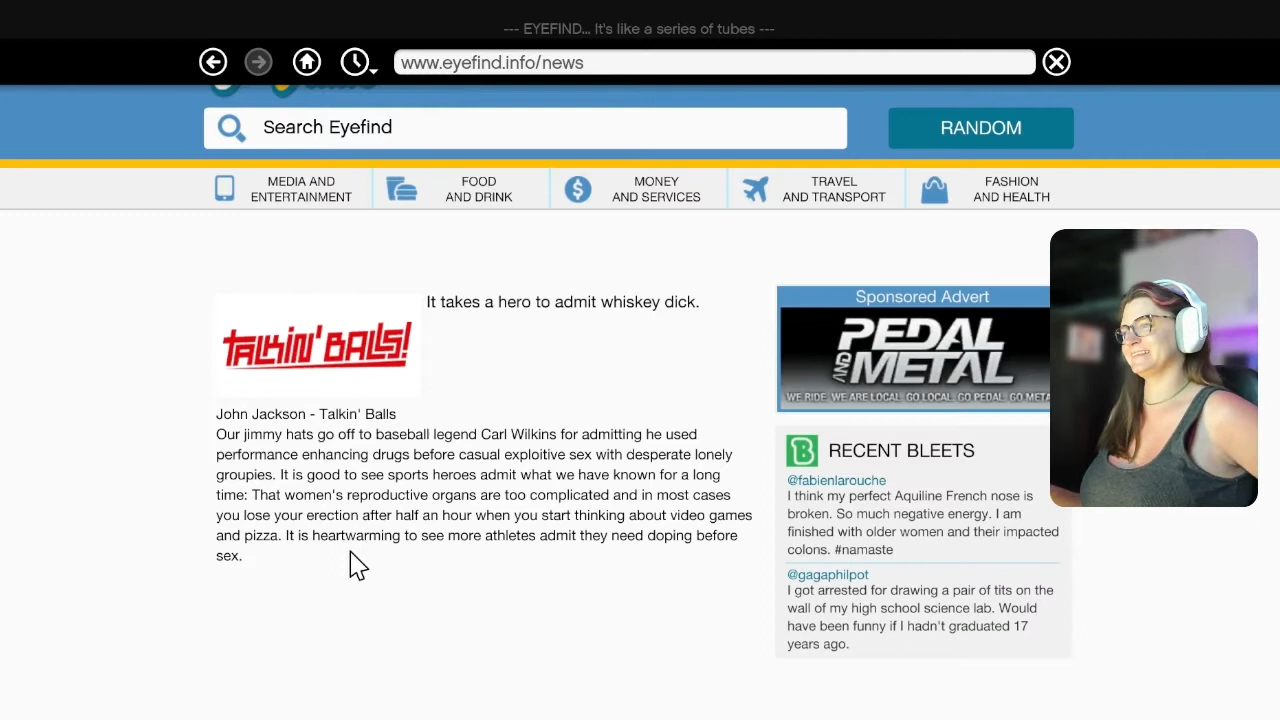 --- EYEFIND... It's like a series of tubes ---
www.eyefind.info/news
Search Eyefind
RANDOM
MEDIA AND
ENTERTAINMENT
FOOD
AND DRINK
MONEY
AND SERVICES
TRAVEL
AND TRANSPORT
FASHION
AND HEALTH
TALKIN' BALLS!
It takes a hero to admit whiskey dick.
John Jackson - Talkin' Balls
Our jimmy hats go off to baseball legend Carl Wilkins for admitting he used
performance enhancing drugs before casual exploitive sex with desperate lonely
groupies. It is good to see sports heroes admit what we have known for a long
time: That women's reproductive organs are too complicated and in most cases
you lose your erection after half an hour when you start thinking about video games
and pizza. It is heartwarming to see more athletes admit they need doping before
sex.
Sponsored Advert
PEDAL
AND METAL
WE RIDE. WE ARE LOCAL. GO LOCAL. GO PEDAL. GO META
RECENT BLEETS
@fabienlarouche
I think my perfect Aquiline French nose is
broken. So much negative energy. I am
finished with older women and their impacted
colons. #namaste
@gagaphilpot
I got arrested for drawing a pair of tits on the
wall of my high school science lab. Would
have been funny if I hadn't graduated 17
years ago.